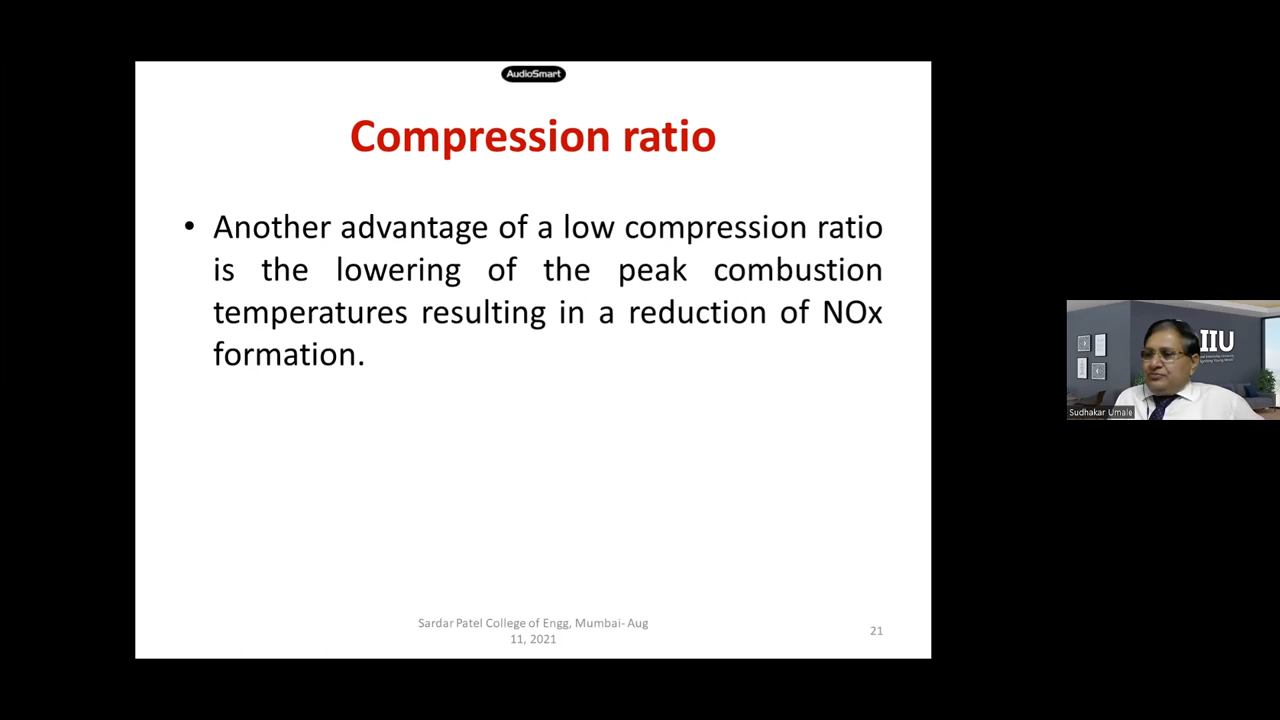 AudioSmart
Compression ratio
• Another advantage of a low compression ratio
is the lowering of the peak combustion
temperatures resulting in a reduction of NOx
formation.
Sardar Patel College of Engg, Mumbai- Aug
11, 2021
21
IIU
Sudhakar Umale